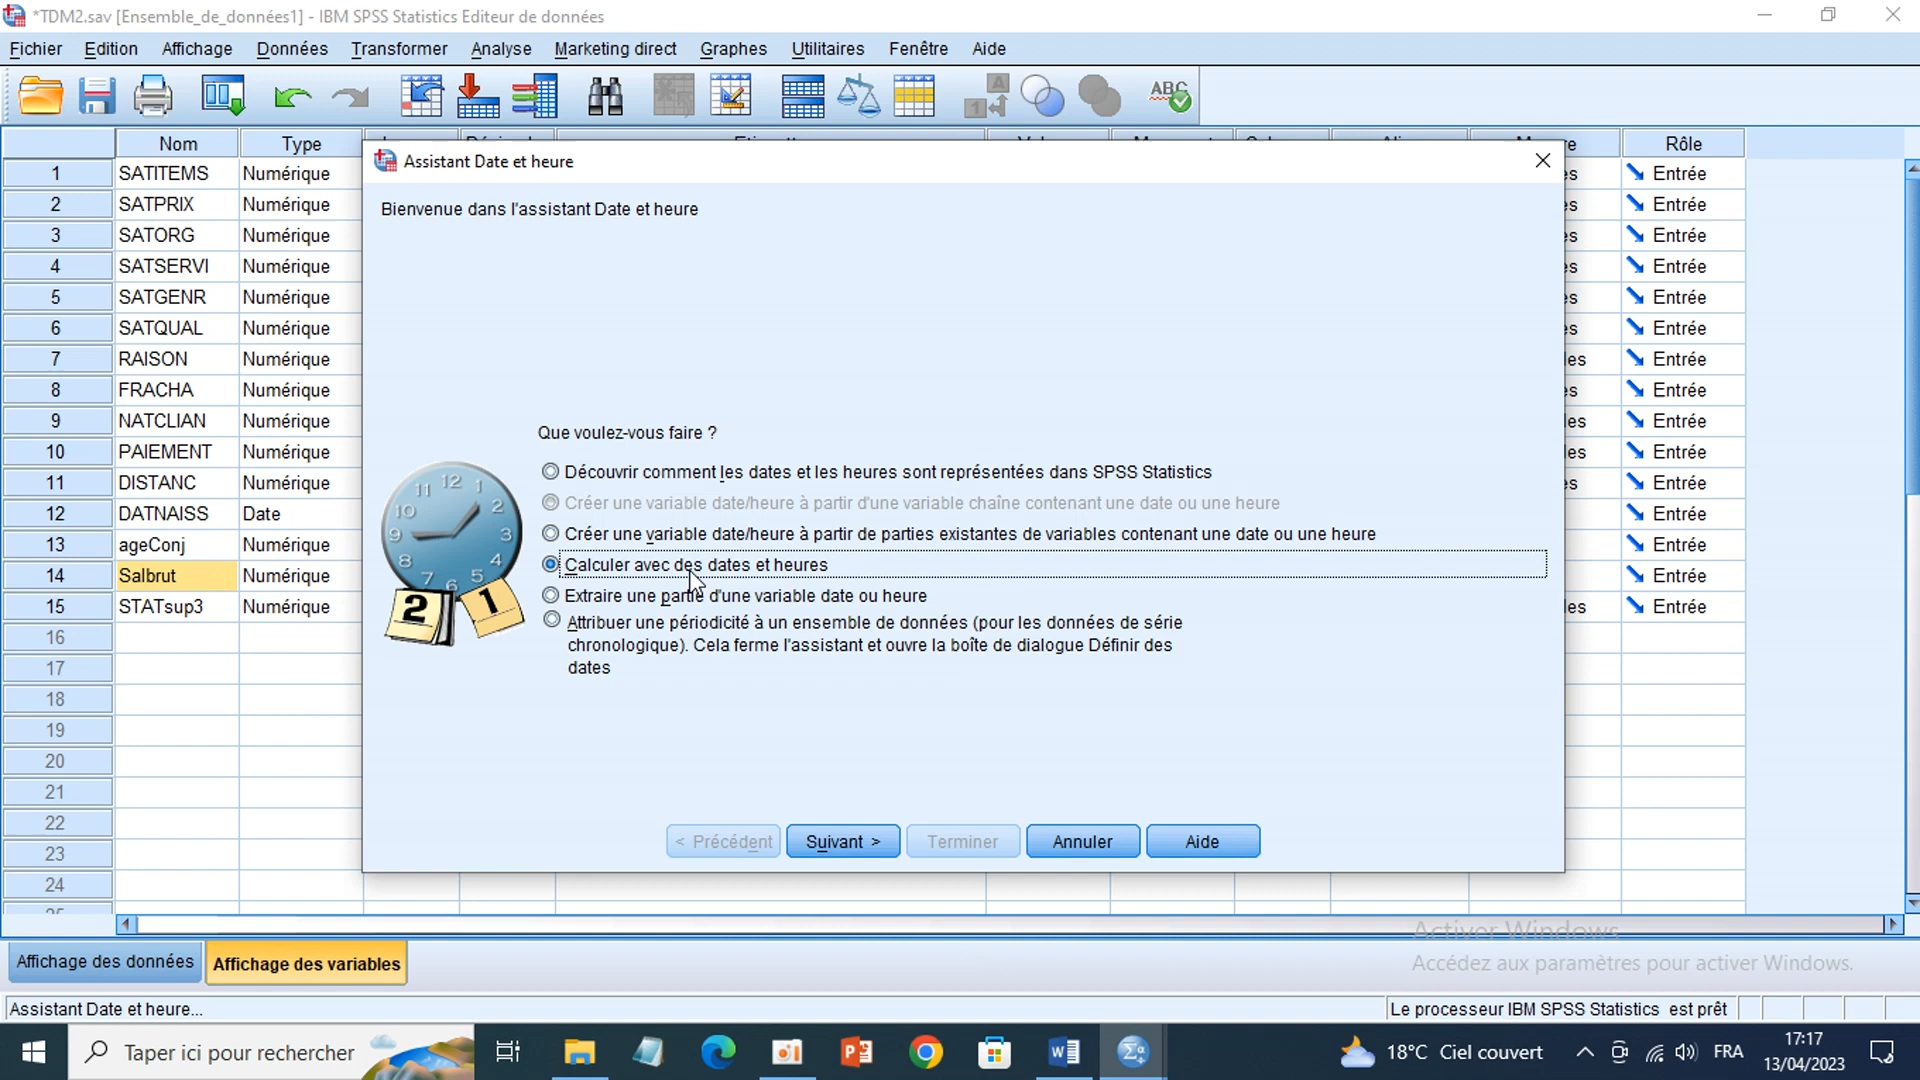 *TDM2.sav [Ensemble_de_données1] - IBM SPSS Statistics Editeur de données
Fichier Edition Affichage Données Transformer Analyse Marketing direct Graphes Utilitaires Fenêtre Aide
Nom Type Rôle
Assistant Date et heure
Bienvenue dans l'assistant Date et heure
1 SATITEMS Numérique Entrée
2 SATPRIX Numérique Entrée
3 SATORG Numérique Entrée
4 SATSERVI Numérique Entrée
5 SATGENR Numérique Entrée
6 SATQUAL Numérique Entrée
7 RAISON Numérique Entrée
8 FRACHA Numérique Entrée
9 NATCLIAN Numérique Entrée
10 PAIEMENT Numérique Entrée
11 DISTANC Numérique Entrée
12 DATNAISS Date Entrée
13 ageConj Numérique Entrée
14 Salbrut Numérique Entrée
15 STATsup3 Numérique Entrée
16
17
18
19
20
21
22
23
24
25
Que voulez-vous faire ?
Découvrir comment les dates et les heures sont représentées dans SPSS Statistics
Créer une variable date/heure à partir d'une variable chaîne contenant une date ou une heure
Créer une variable date/heure à partir de parties existantes de variables contenant une date ou une heure
Calculer avec des dates et heures
Extraire une partie d'une variable date ou heure
Attribuer une périodicité à un ensemble de données (pour les données de série
chronologique). Cela ferme l'assistant et ouvre la boîte de dialogue Définir des
dates
< Précédent Suivant > Terminer Annuler Aide
Activer Windows
Accédez aux paramètres pour activer Windows.
Affichage des données Affichage des variables
Assistant Date et heure... Le processeur IBM SPSS Statistics est prêt
Taper ici pour rechercher 18°C Ciel couvert FRA 17:17
13/04/2023